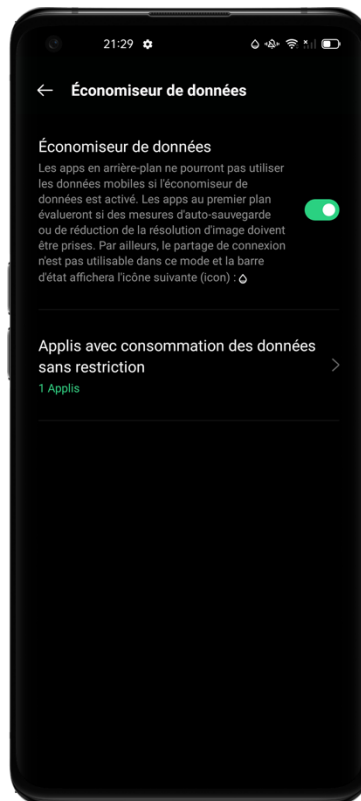 21:29
Économiseur de données
Économiseur de données
Les apps en arrière-plan ne pourront pas utiliser
les données mobiles si l'économiseur de
données est activé. Les apps au premier plan
évalueront si des mesures d'auto-sauvegarde
ou de réduction de la résolution d'image doivent
être prises. Par ailleurs, le partage de connexion
n'est pas utilisable dans ce mode et la barre
d'état affichera l'icône suivante (icon) :
Applis avec consommation des données
sans restriction
1 Applis